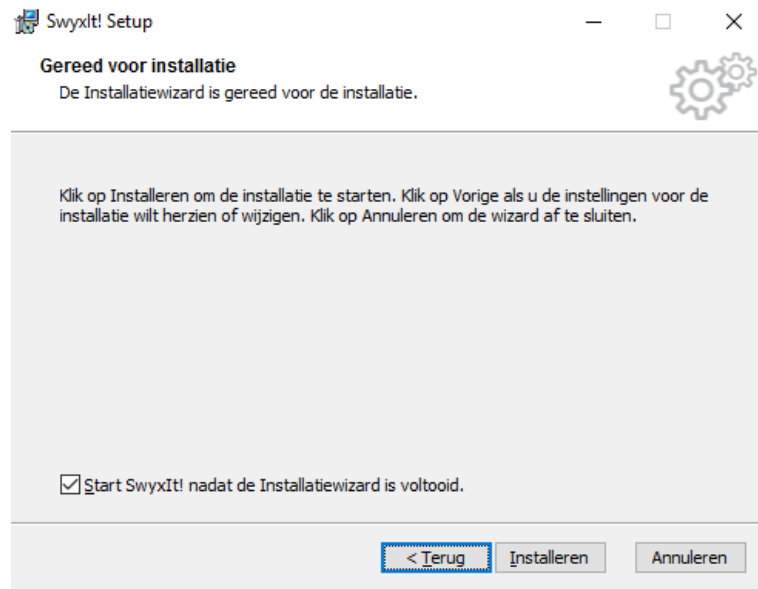 SwyxIt! Setup
Gereed voor installatie
De Installatiewizard is gereed voor de installatie.
Klik op Installeren om de installatie te starten. Klik op Vorige als u de instellingen voor de
installatie wilt herzien of wijzigen. Klik op Annuleren om de wizard af te sluiten.
Start SwyxIt! nadat de Installatiewizard is voltooid.
< Terug Installeren Annuleren